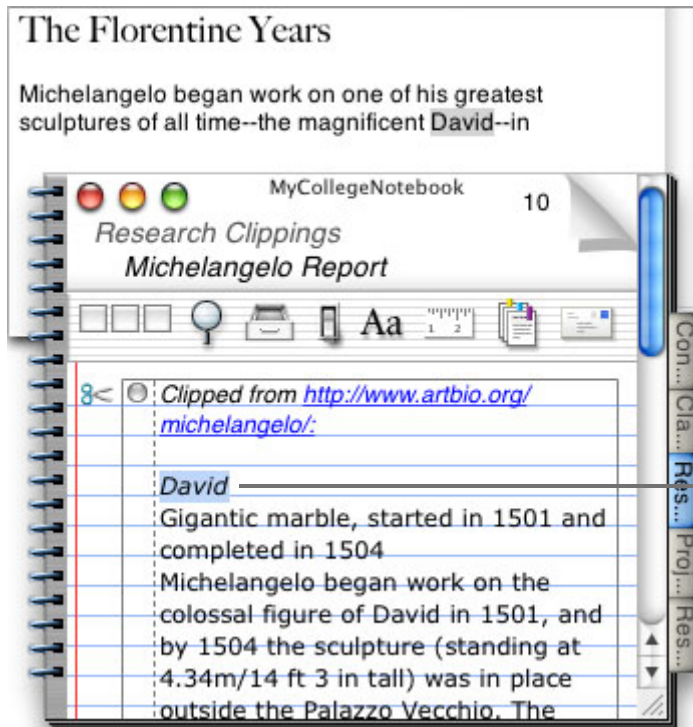 The Florentine Years
Michelangelo began work on one of his greatest
sculptures of all time--the magnificent David--in
MyCollegeNotebook
10
Research Clippings
Michelangelo Report
Aa
1 2
Clipped from http://www.artbio.org/
michelangelo/:
David
Gigantic marble, started in 1501 and
completed in 1504
Michelangelo began work on the
colossal figure of David in 1501, and
by 1504 the sculpture (standing at
4.34m/14 ft 3 in tall) was in place
outside the Palazzo Vecchio. The
Con...
Cla...
Res...
Proj...
Res...